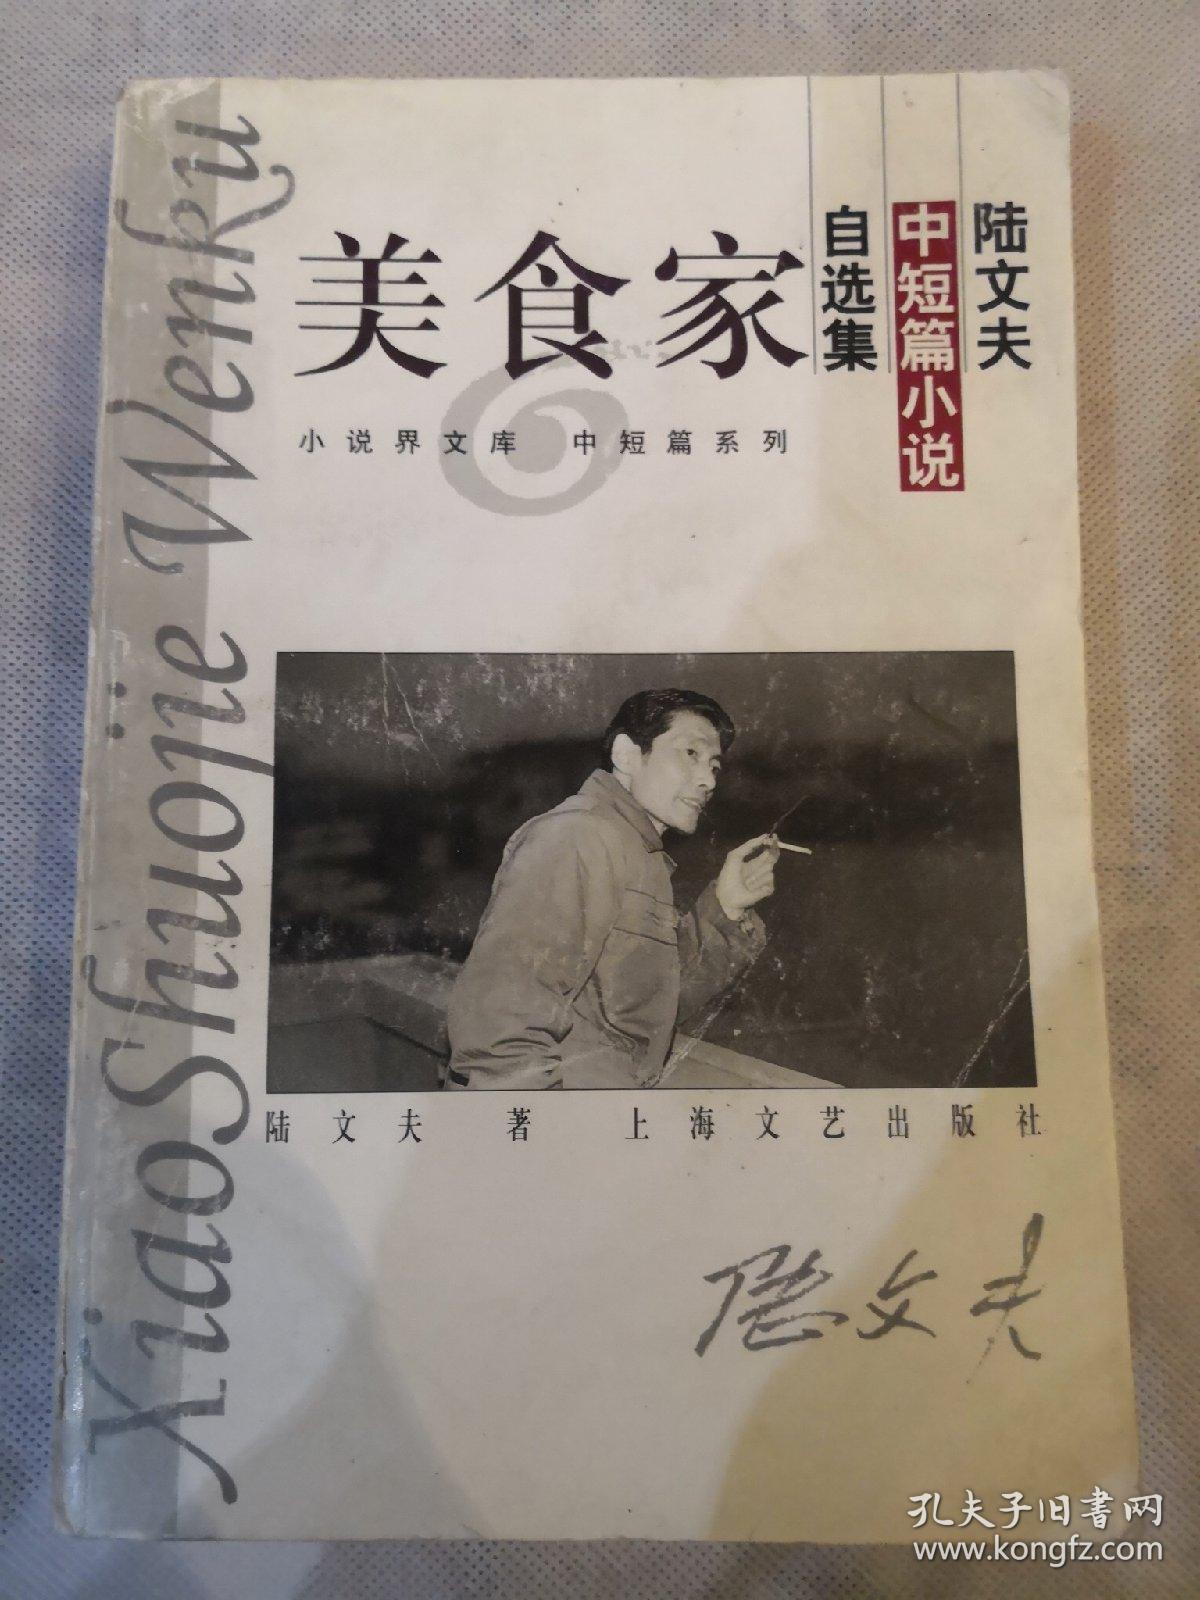 陆文夫
中短篇小说
自选集
美食家
小说界文库 中短篇系列
XiaoShuojie Wenku
陆文夫 著 上海文艺出版社
陆文夫
孔夫子旧书网
www.kongfz.com